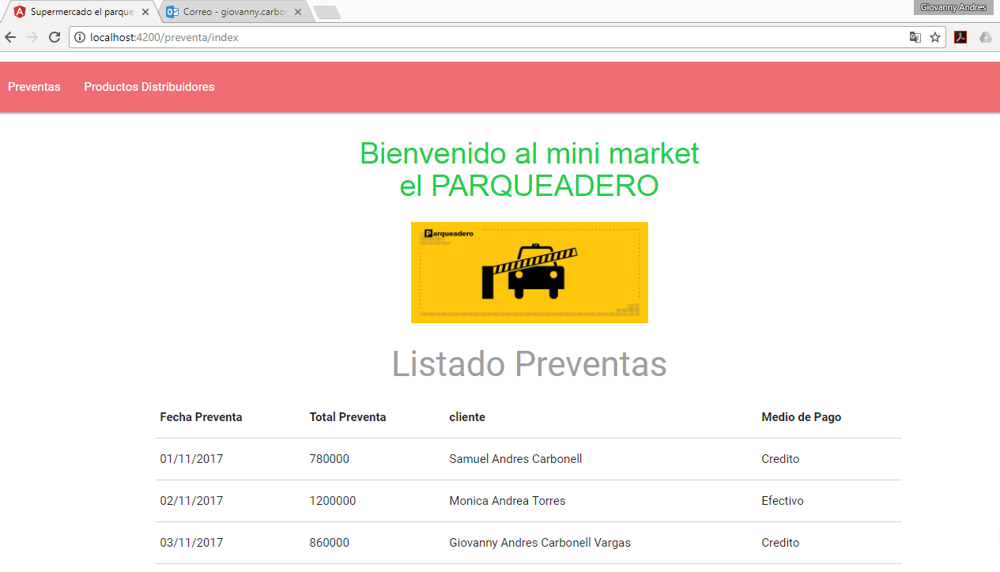 Supermercado el parque
Correo - giovanny.carbo
Giovanny Andres
localhost:4200/preventa/index
Preventas
Productos Distribuidores
Bienvenido al mini market
el PARQUEADERO
Parqueadero
Listado Preventas
Fecha Preventa Total Preventa cliente Medio de Pago
01/11/2017 780000 Samuel Andres Carbonell Credito
02/11/2017 1200000 Monica Andrea Torres Efectivo
03/11/2017 860000 Giovanny Andres Carbonell Vargas Credito